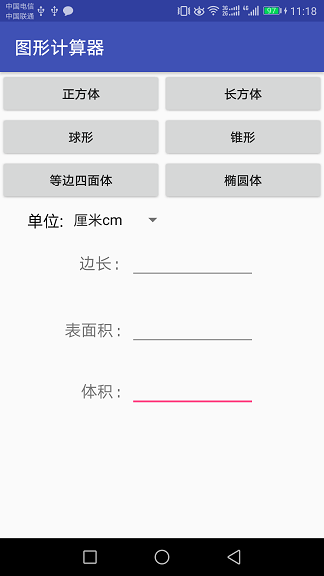 中国电信
中国联通
97
11:18
图形计算器
正方体 长方体
球形 锥形
等边四面体 椭圆体
单位: 厘米cm
边长:
表面积:
体积: